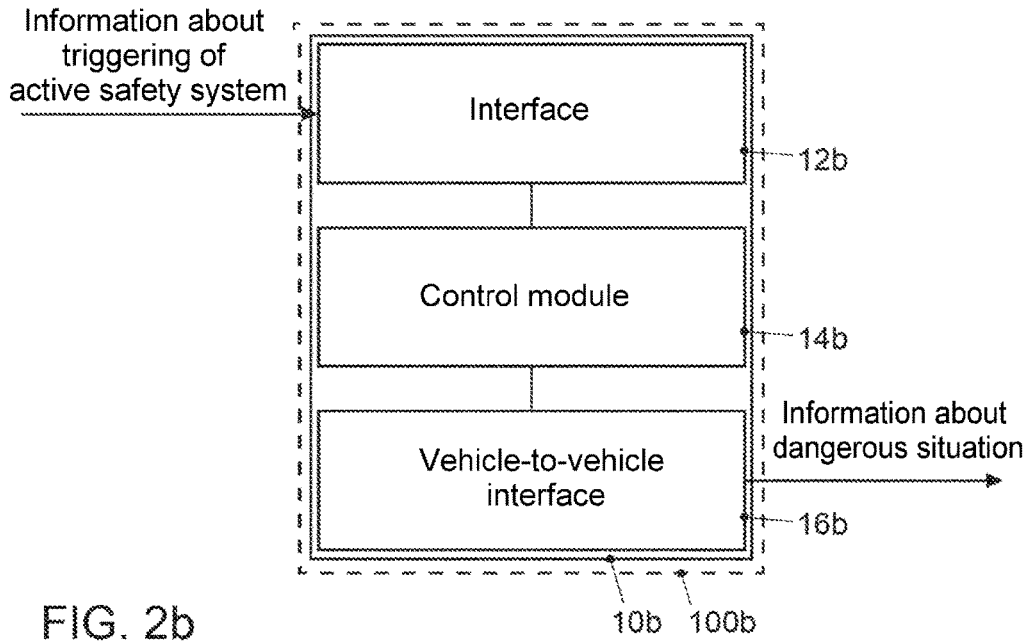 Information about
triggering of
active safety system
Interface
12b
Control module
14b
Information about
dangerous situation
Vehicle-to-vehicle
interface
16b
10b
100b
FIG. 2b